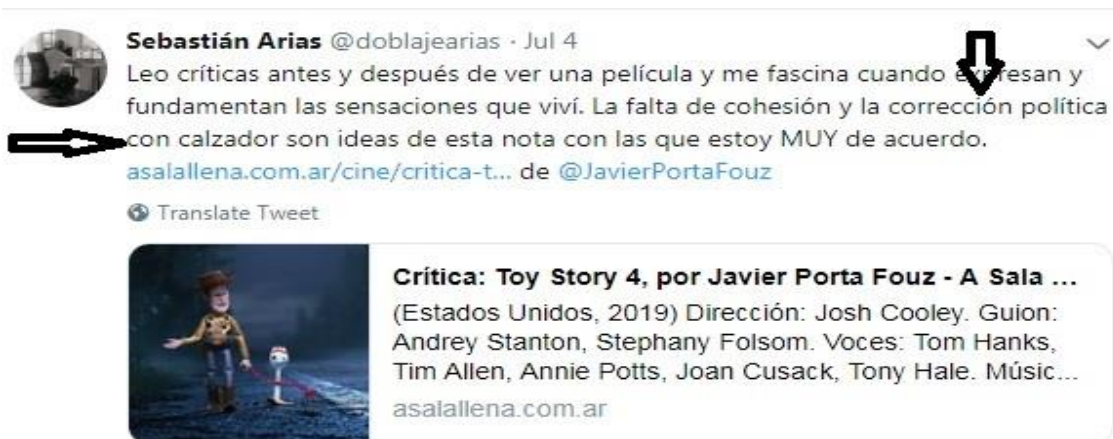 Sebastián Arias @doblajearias · Jul 4
Leo críticas antes y después de ver una película y me fascina cuando expresan y
fundamentan las sensaciones que viví. La falta de cohesión y la corrección política
con calzador son ideas de esta nota con las que estoy MUY de acuerdo.
asalallena.com.ar/cine/critica-t... de @JavierPortaFouz
Translate Tweet
Crítica: Toy Story 4, por Javier Porta Fouz - A Sala ...
(Estados Unidos, 2019) Dirección: Josh Cooley. Guion:
Andrey Stanton, Stephany Folsom. Voces: Tom Hanks,
Tim Allen, Annie Potts, Joan Cusack, Tony Hale. Músic...
asalallena.com.ar